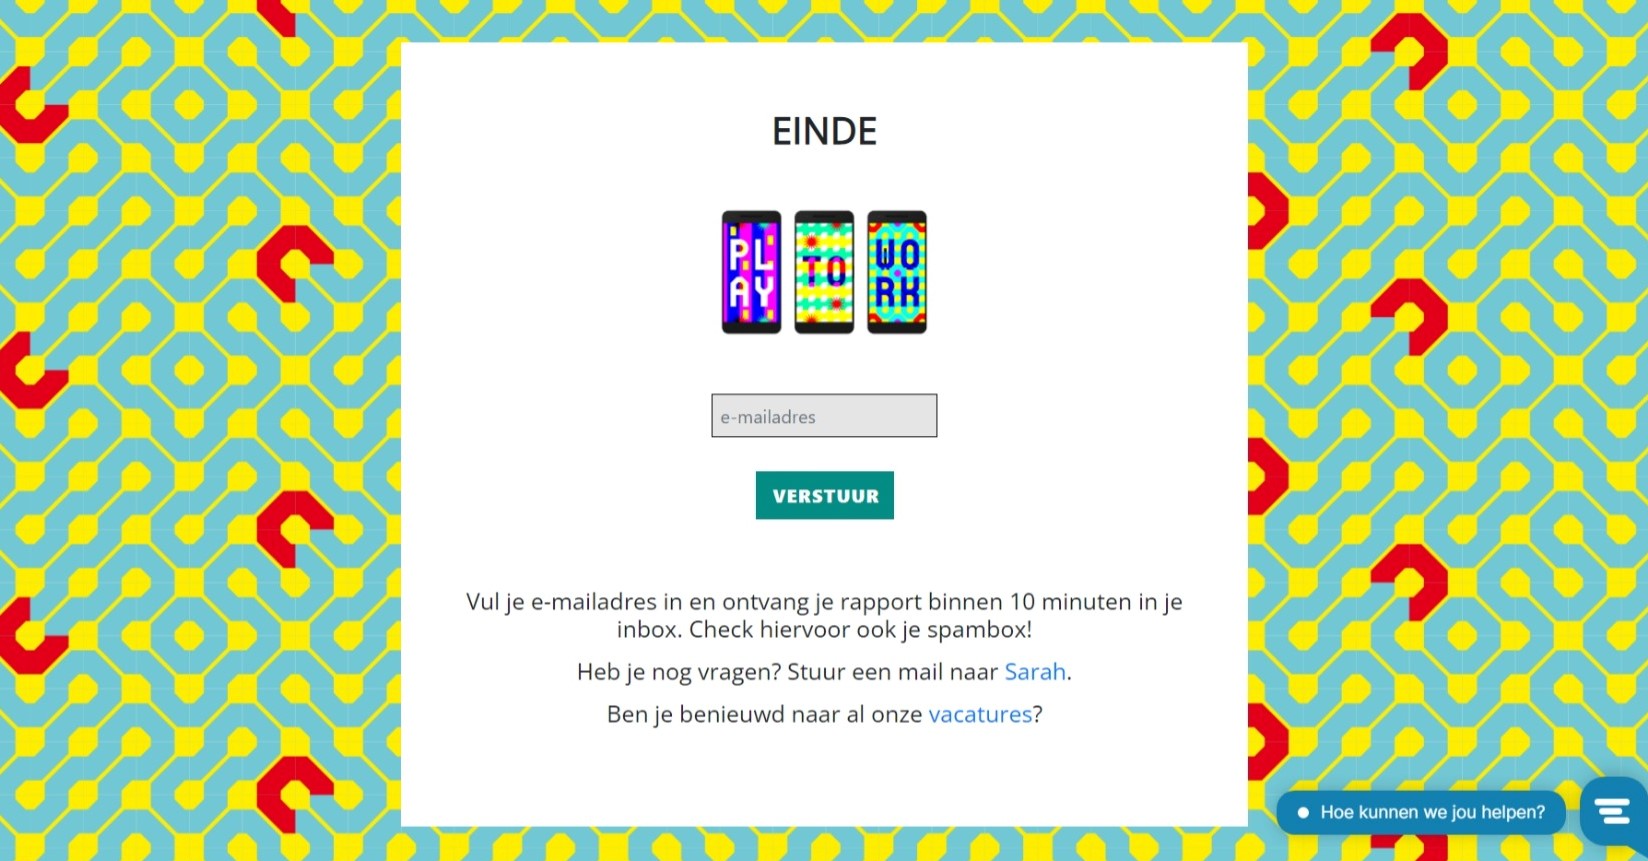 EINDE
PL
AY
TO
WO
RK
e-mailadres
VERSTUUR
Vul je e-mailadres in en ontvang je rapport binnen 10 minuten in je
inbox. Check hiervoor ook je spambox!
Heb je nog vragen? Stuur een mail naar Sarah.
Ben je benieuwd naar al onze vacatures?
Hoe kunnen we jou helpen?